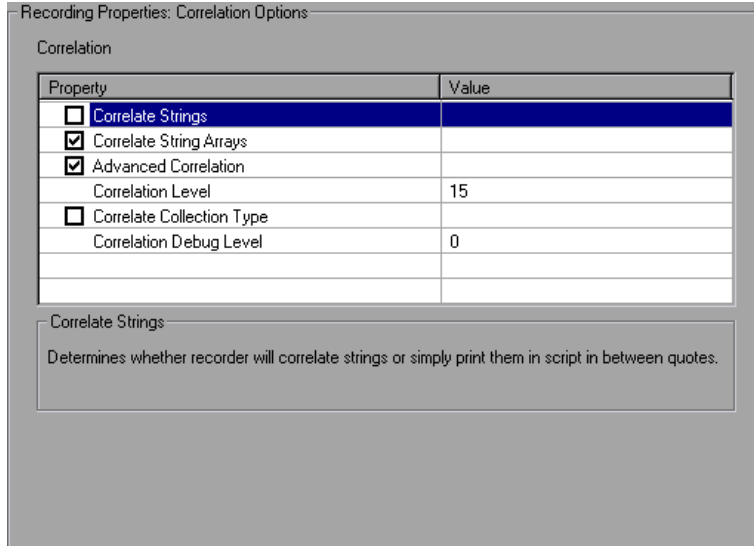 Recording Properties: Correlation Options
Correlation
Property Value
Correlate Strings
Correlate String Arrays
Advanced Correlation
Correlation Level 15
Correlate Collection Type
Correlation Debug Level 0
Correlate Strings
Determines whether recorder will correlate strings or simply print them in script in between quotes.